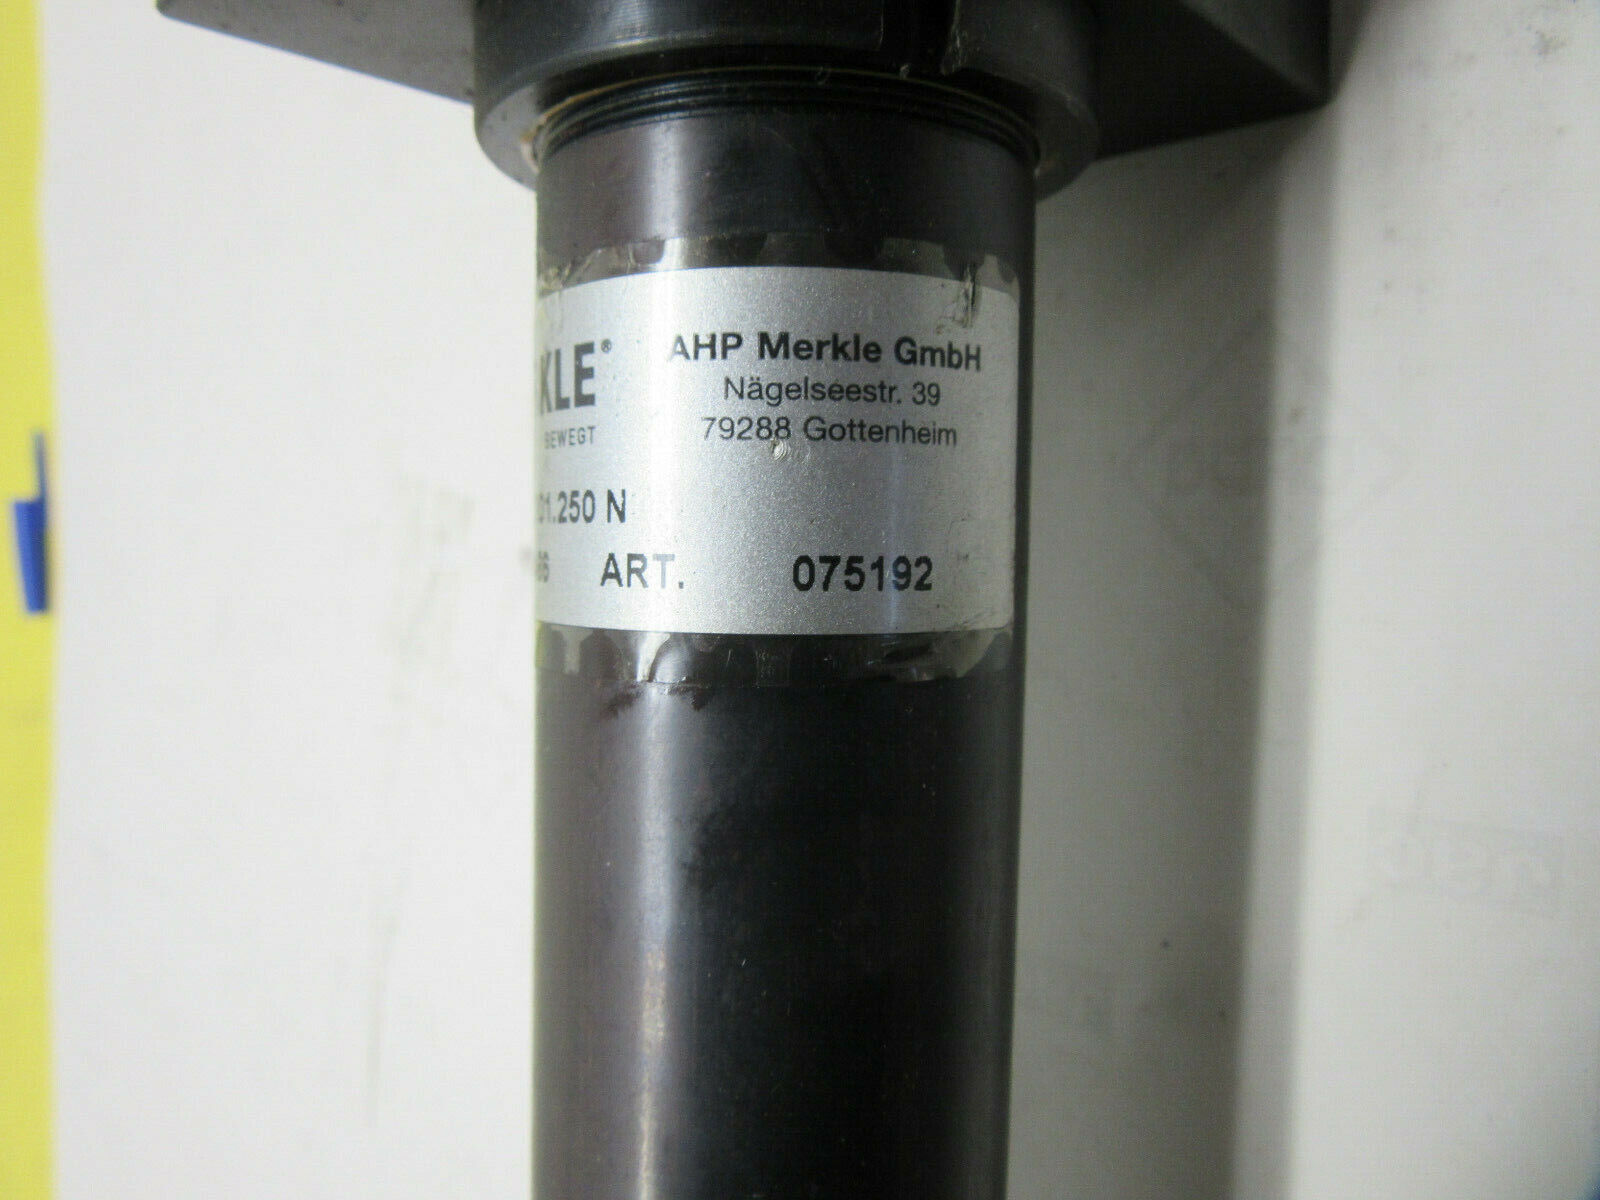 KLE® AHP Merkle GmbH
BEWEGT Nägelseestr. 39
79288 Gottenheim
01.250 N
ART. 075192